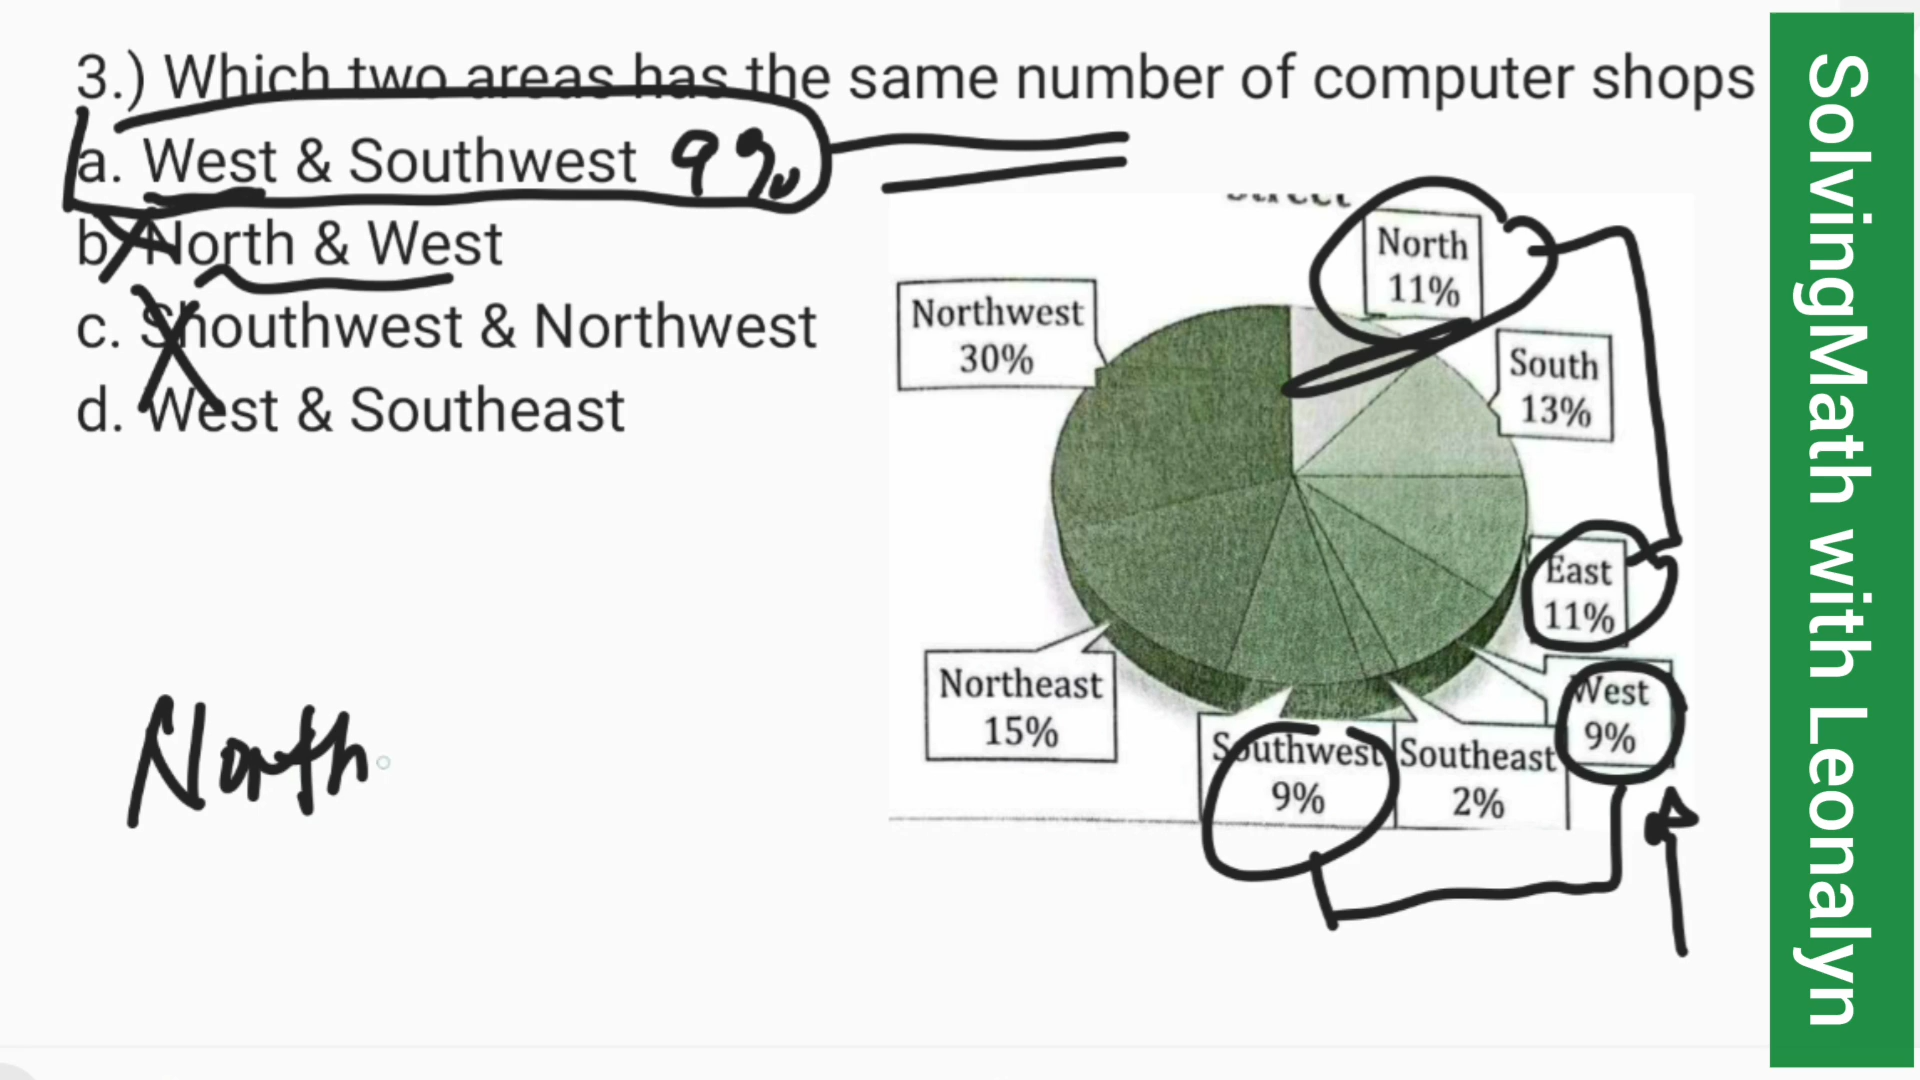 3.) Which two areas has the same number of computer shops
a. West & Southwest 9%
b. North & West
c. Shouthwest & Northwest
d. West & Southeast
North
11%
Northwest
30%
South
13%
East
11%
Northeast
15%
Southwest
9%
Southeast
2%
West
9%
North
SolvingMath with Leonalyn